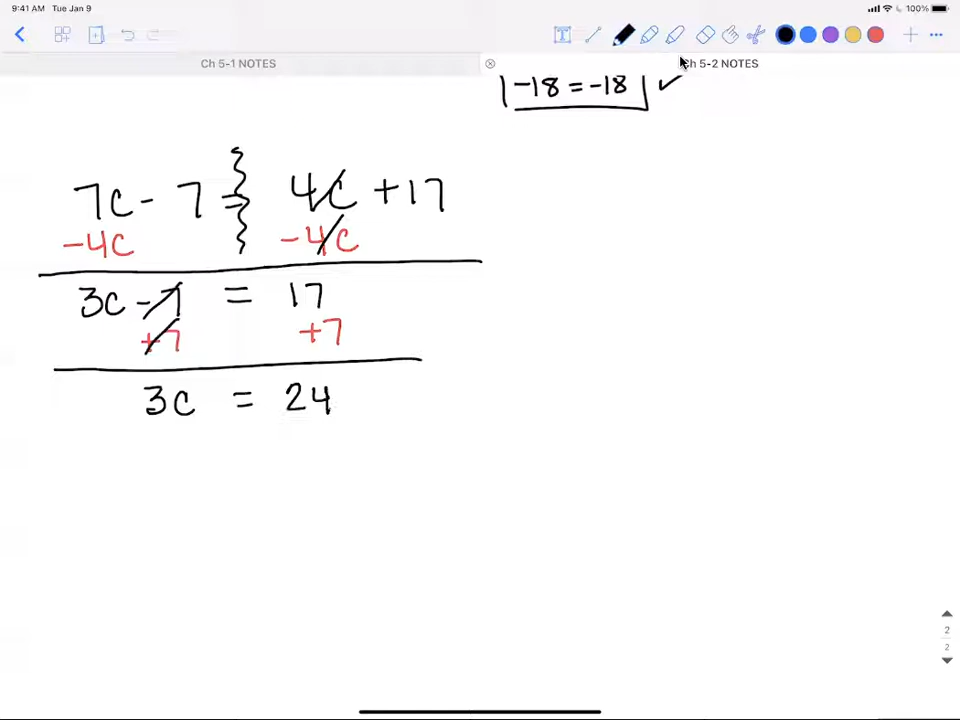 9:41 AM Tue Jan 9
100%
Ch 5-1 NOTES
Ch 5-2 NOTES
-18 = -18 ✓
7c - 7 = 4c + 17
-4c -4c
3c - 7 = 17
+7 +7
3c = 24
2
2